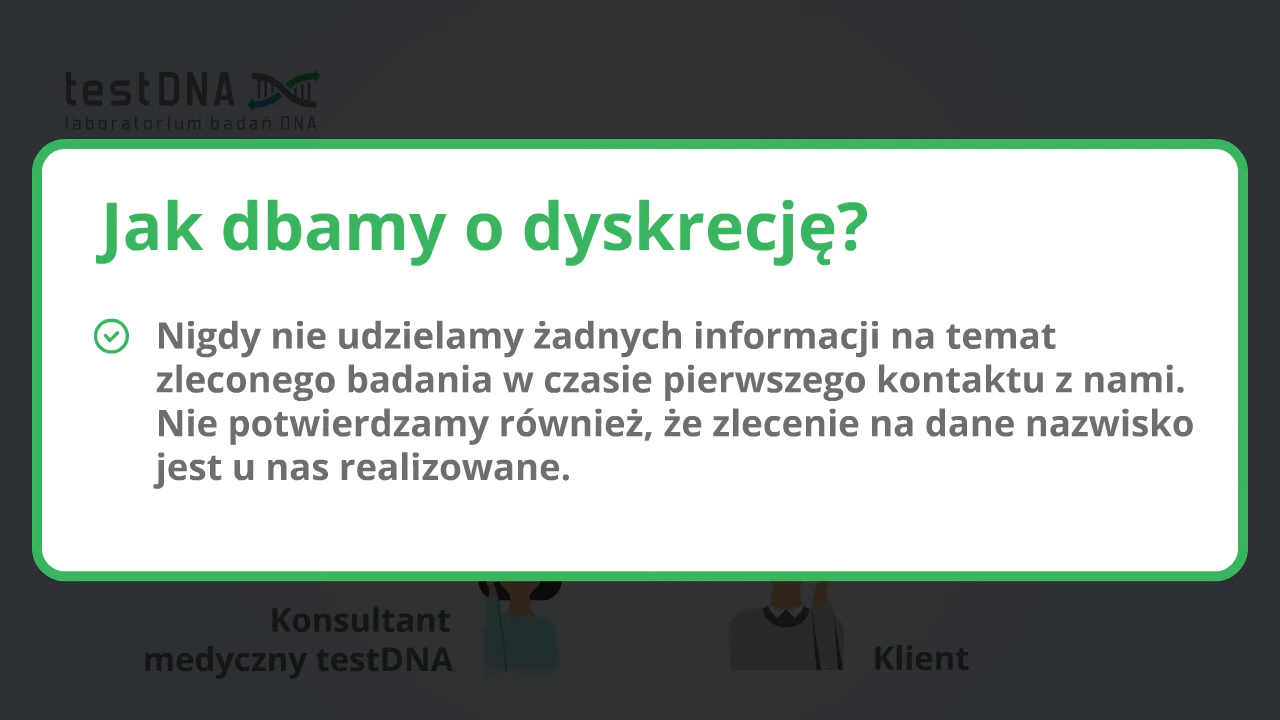 testDNA
laboratorium badań DNA
Jak dbamy o dyskrecję?
Nigdy nie udzielamy żadnych informacji na temat
zleconego badania w czasie pierwszego kontaktu z nami.
Nie potwierdzamy również, że zlecenie na dane nazwisko
jest u nas realizowane.
Konsultant
medyczny testDNA
Klient